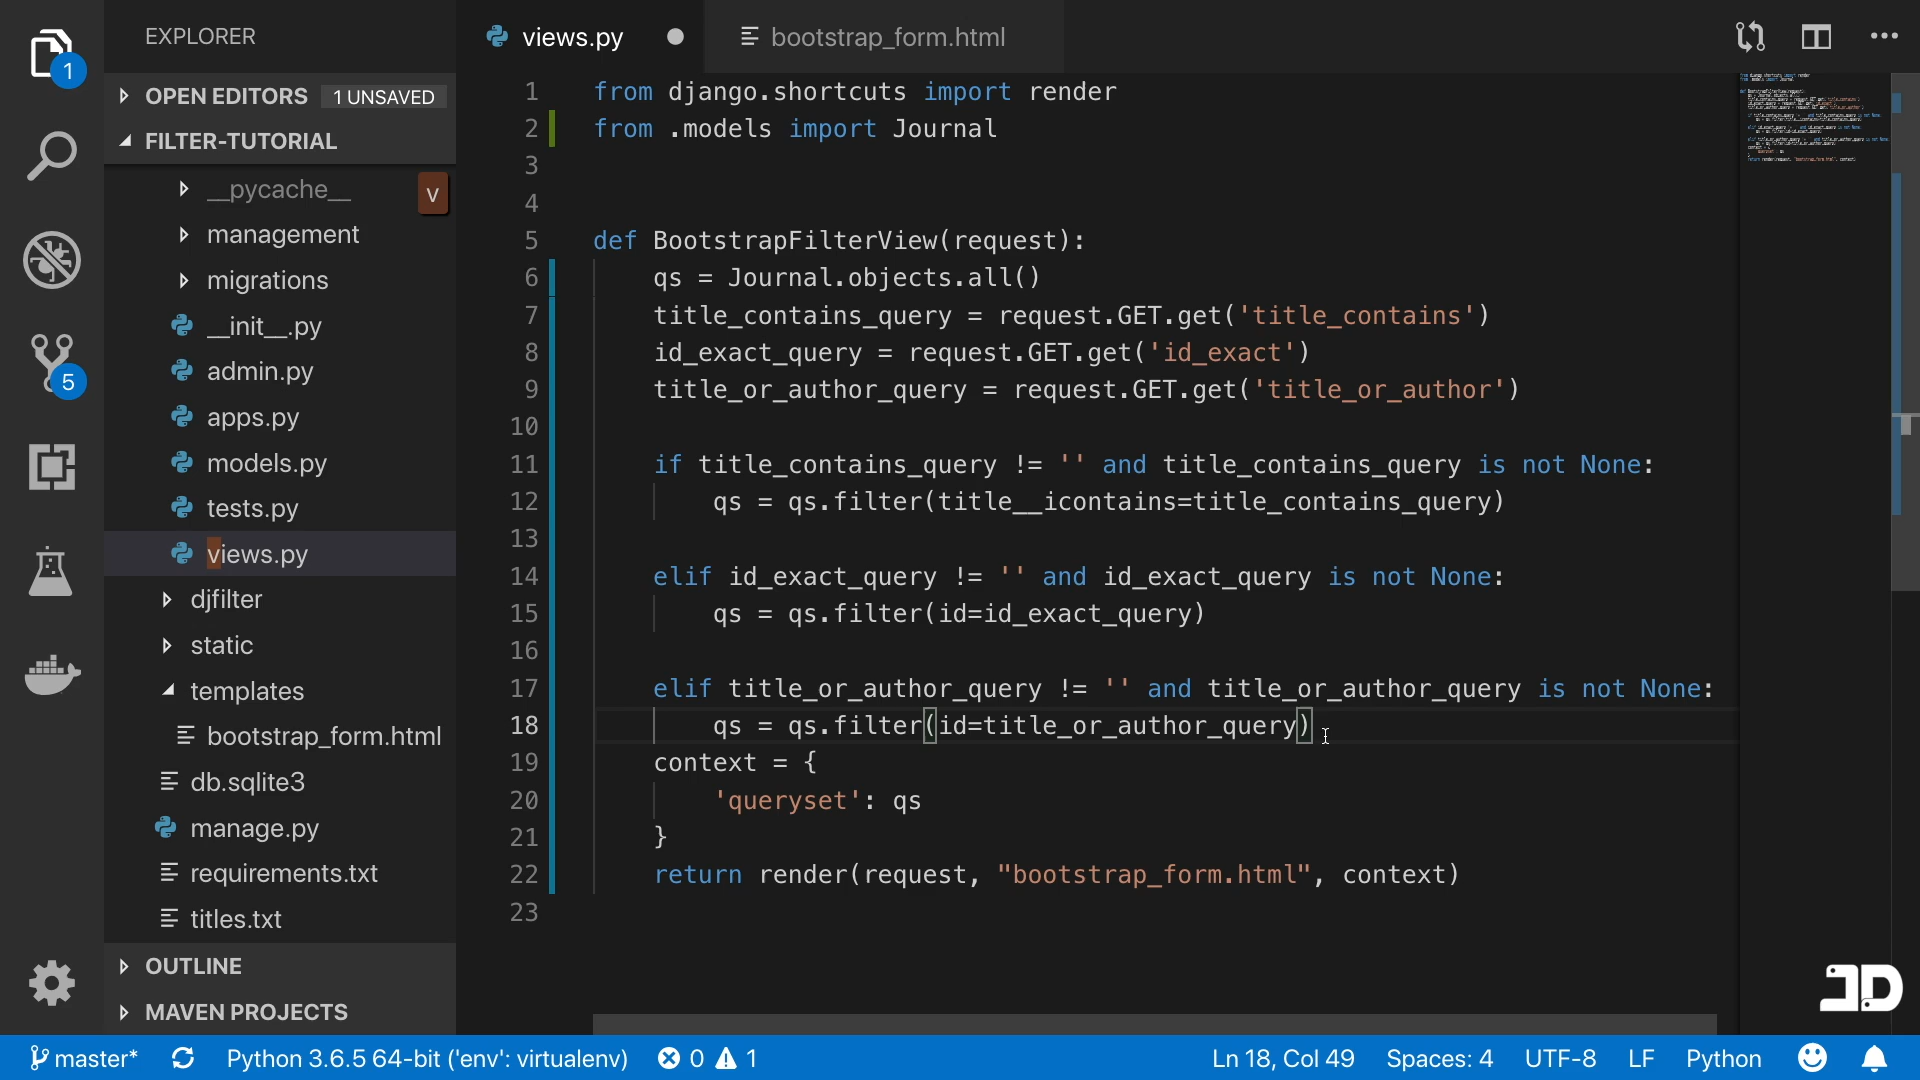 EXPLORER
1
OPEN EDITORS 1 UNSAVED
FILTER-TUTORIAL
__pycache__
v
management
migrations
__init__.py
admin.py
apps.py
models.py
tests.py
views.py
djfilter
static
templates
bootstrap_form.html
db.sqlite3
manage.py
requirements.txt
titles.txt
OUTLINE
MAVEN PROJECTS
5
views.py
bootstrap_form.html
1 from django.shortcuts import render
2 from .models import Journal
3
4
5 def BootstrapFilterView(request):
6 qs = Journal.objects.all()
7 title_contains_query = request.GET.get('title_contains')
8 id_exact_query = request.GET.get('id_exact')
9 title_or_author_query = request.GET.get('title_or_author')
10
11 if title_contains_query != '' and title_contains_query is not None:
12 qs = qs.filter(title__icontains=title_contains_query)
13
14 elif id_exact_query != '' and id_exact_query is not None:
15 qs = qs.filter(id=id_exact_query)
16
17 elif title_or_author_query != '' and title_or_author_query is not None:
18 qs = qs.filter(id=title_or_author_query)
19 context = {
20 'queryset': qs
21 }
22 return render(request, "bootstrap_form.html", context)
23
JD
master* Python 3.6.5 64-bit ('env': virtualenv) 0 1 Ln 18, Col 49 Spaces: 4 UTF-8 LF Python